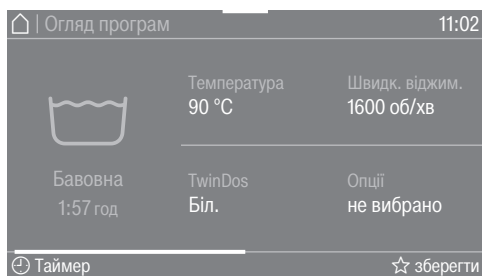 | Огляд програм 11:02
Температура Швидк. віджим.
90 °C 1600 об/хв
Бавовна
1:57 год
TwinDos Опції
Біл. не вибрано
Таймер зберегти